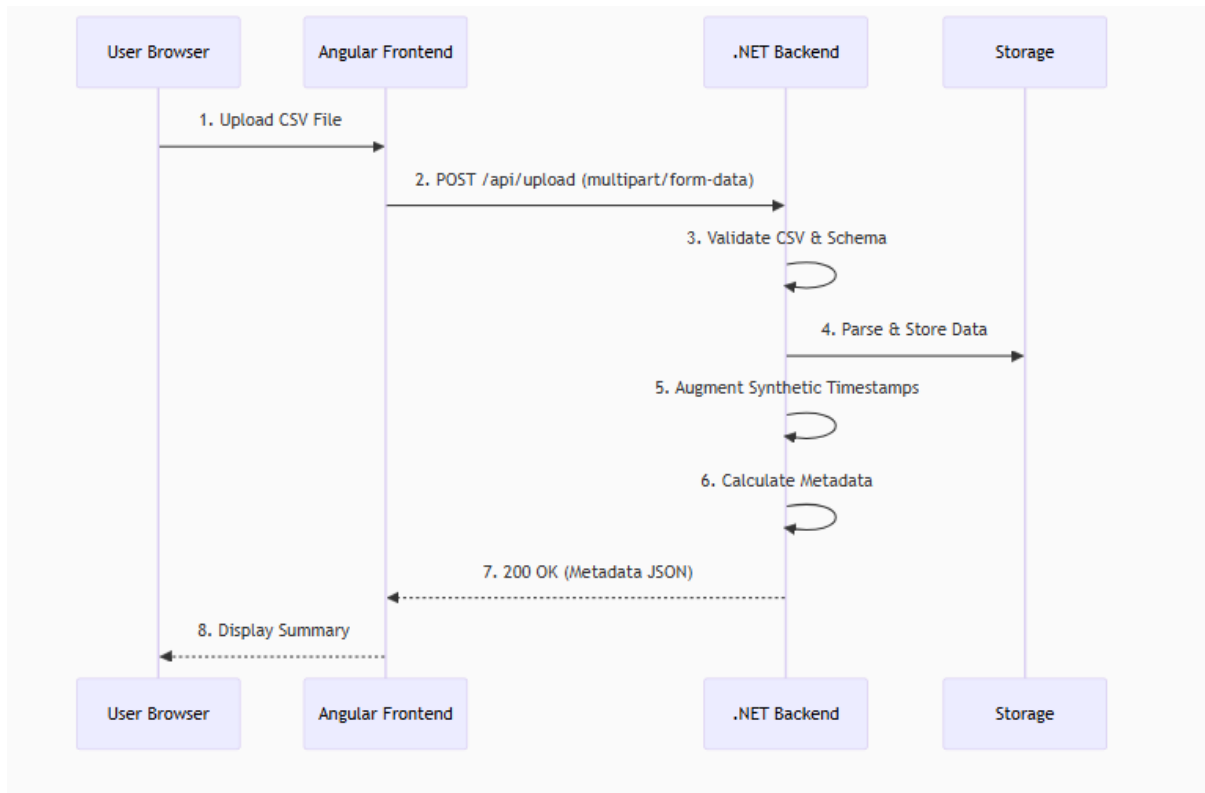 User Browser
Angular Frontend
.NET Backend
Storage
1. Upload CSV File
2. POST /api/upload (multipart/form-data)
3. Validate CSV & Schema
4. Parse & Store Data
5. Augment Synthetic Timestamps
6. Calculate Metadata
7. 200 OK (Metadata JSON)
8. Display Summary
User Browser
Angular Frontend
.NET Backend
Storage